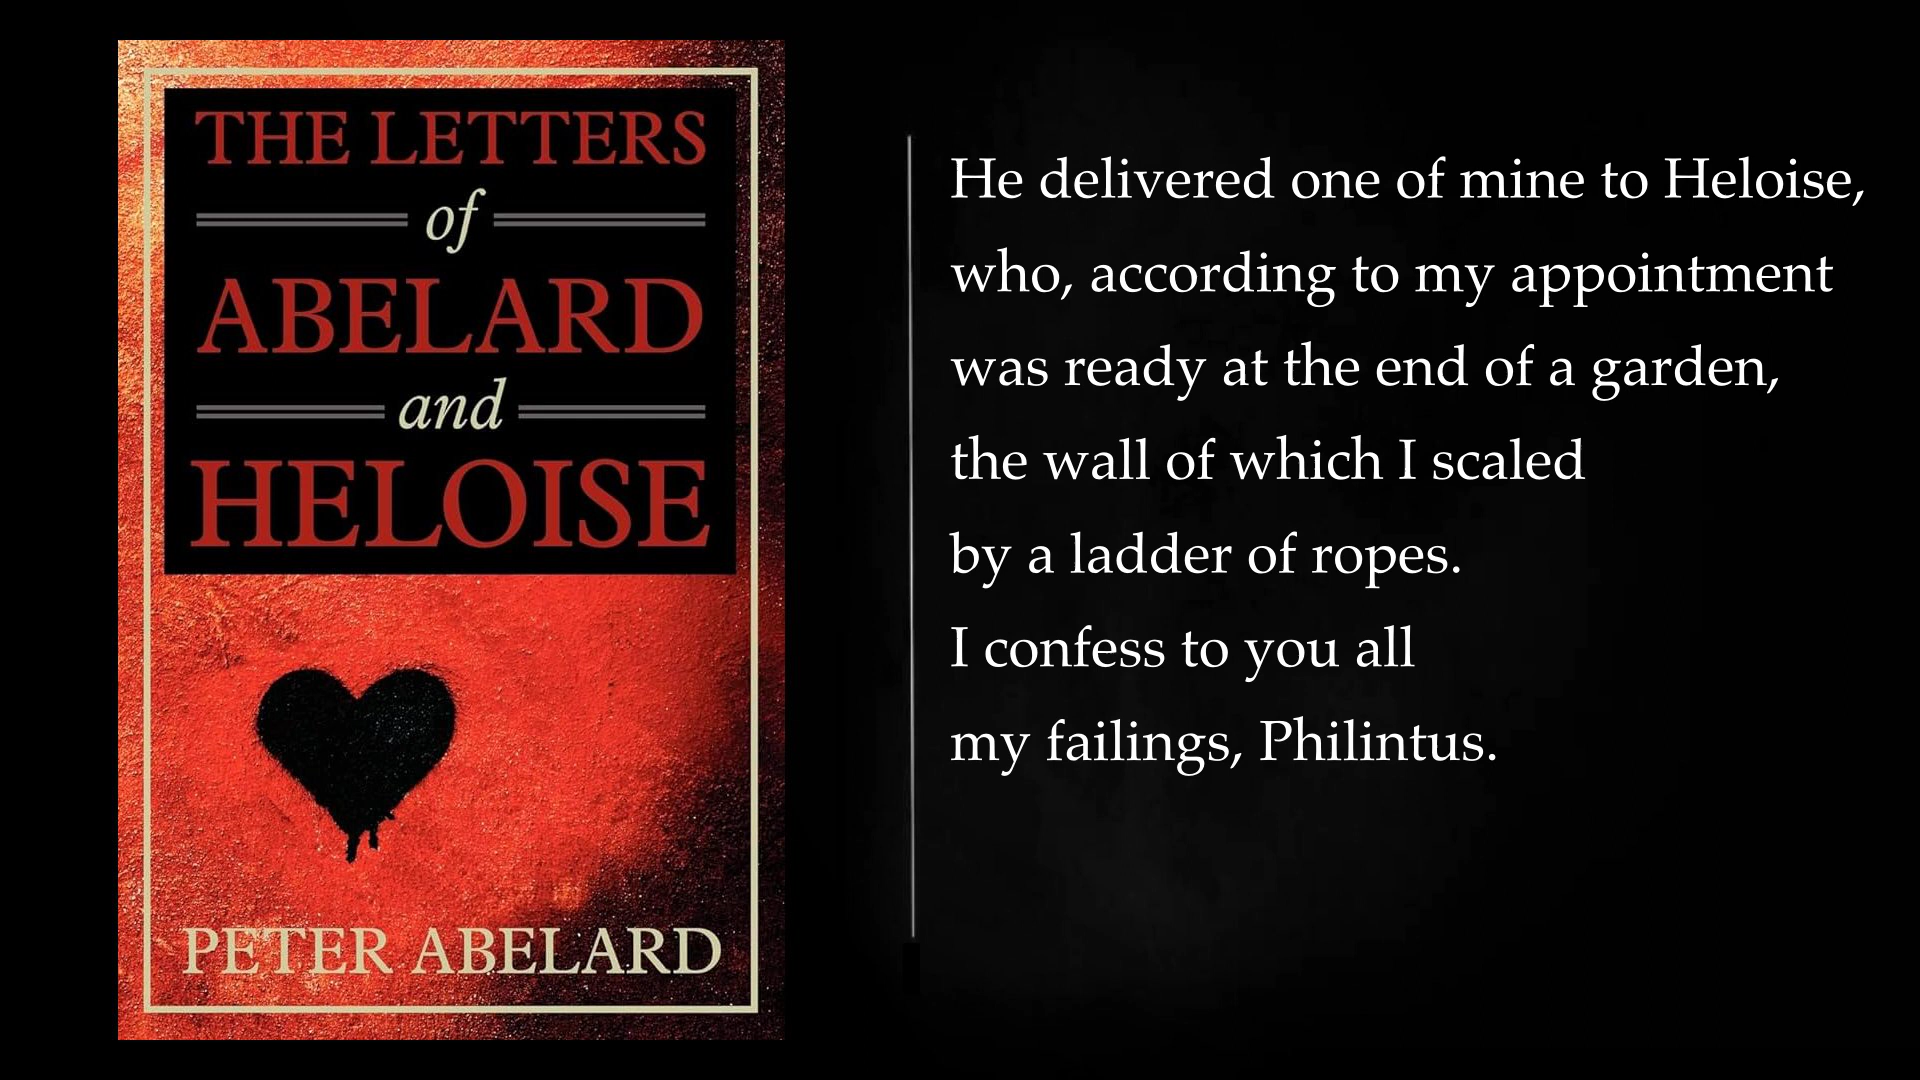 THE LETTERS
of
ABELARD
and
HELOISE
PETER ABELARD
He delivered one of mine to Heloise,
who, according to my appointment
was ready at the end of a garden,
the wall of which I scaled
by a ladder of ropes.
I confess to you all
my failings, Philintus.